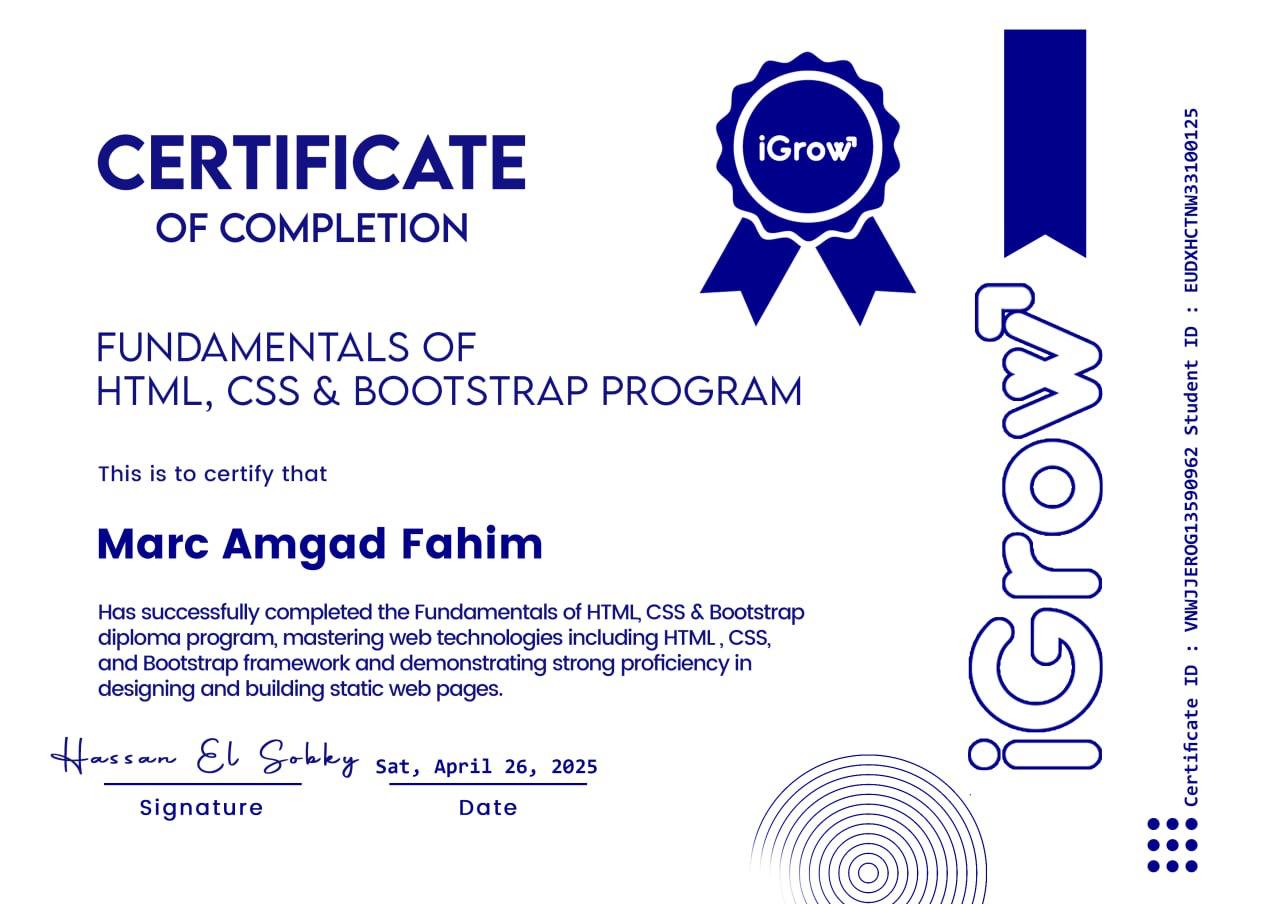 CERTIFICATE
OF COMPLETION
iGrow
FUNDAMENTALS OF
HTML, CSS & BOOTSTRAP PROGRAM
This is to certify that
Marc Amgad Fahim
Has successfully completed the Fundamentals of HTML, CSS & Bootstrap
diploma program, mastering web technologies including HTML , CSS,
and Bootstrap framework and demonstrating strong proficiency in
designing and building static web pages.
Hassan El Sobky
Signature
Sat, April 26, 2025
Date
iGrow
Certificate ID : VNWJJEROG13590962 Student ID : EUDXHCTNW33100125